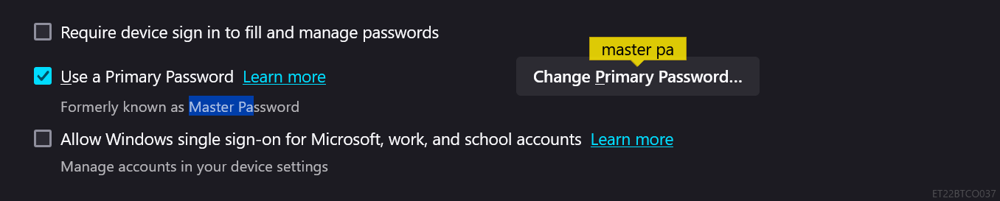 Require device sign in to fill and manage passwords
master pa
Use a Primary Password Learn more
Change Primary Password...
Formerly known as Master Password
Allow Windows single sign-on for Microsoft, work, and school accounts Learn more
Manage accounts in your device settings
ET22BTCO037